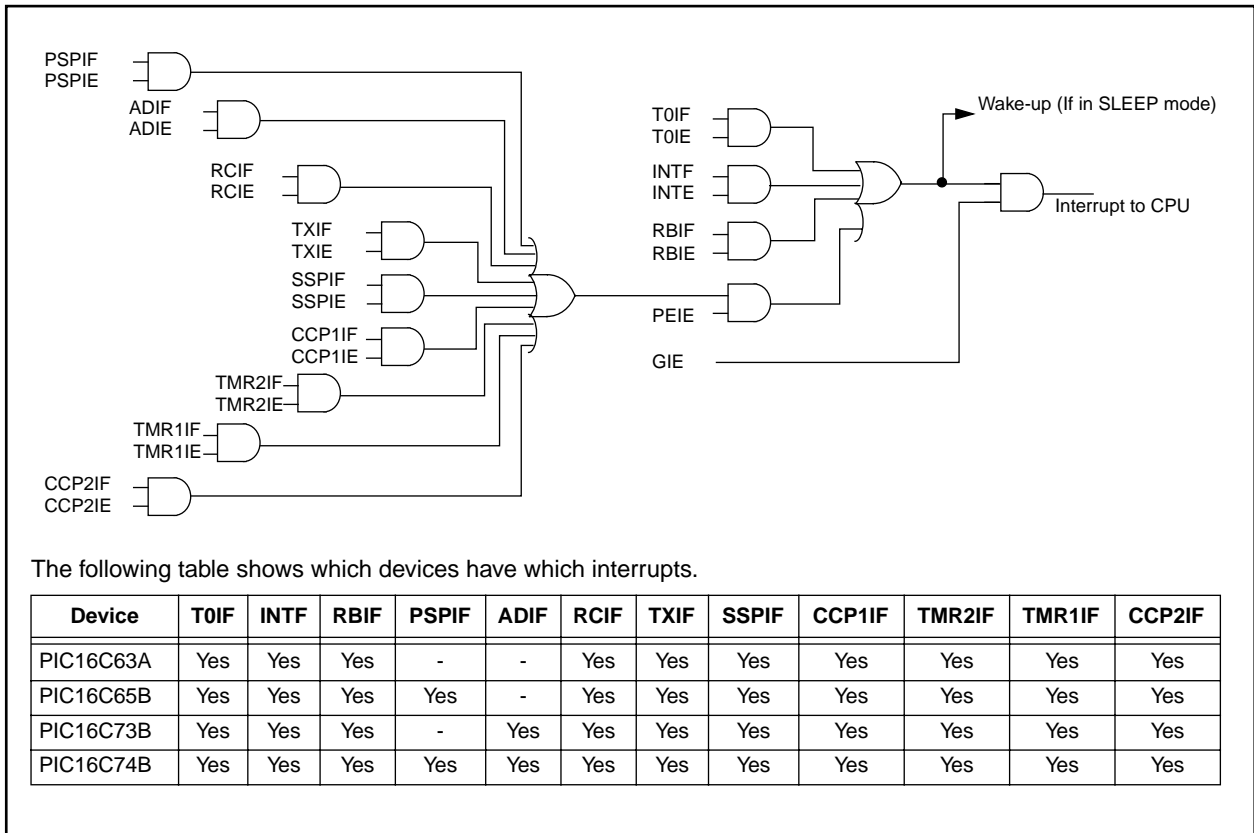 PSPIF
PSPIE
ADIF
ADIE
RCIF
RCIE
TXIF
TXIE
SSPIF
SSPIE
CCP1IF
CCP1IE
TMR2IF
TMR2IE
TMR1IF
TMR1IE
CCP2IF
CCP2IE
T0IF
T0IE
INTF
INTE
RBIF
RBIE
PEIE
GIE
Wake-up (If in SLEEP mode)
Interrupt to CPU
The following table shows which devices have which interrupts.
Device T0IF INTF RBIF PSPIF ADIF RCIF TXIF SSPIF CCP1IF TMR2IF TMR1IF CCP2IF
PIC16C63A Yes Yes Yes - - Yes Yes Yes Yes Yes Yes Yes
PIC16C65B Yes Yes Yes Yes - Yes Yes Yes Yes Yes Yes Yes
PIC16C73B Yes Yes Yes - Yes Yes Yes Yes Yes Yes Yes Yes
PIC16C74B Yes Yes Yes Yes Yes Yes Yes Yes Yes Yes Yes Yes